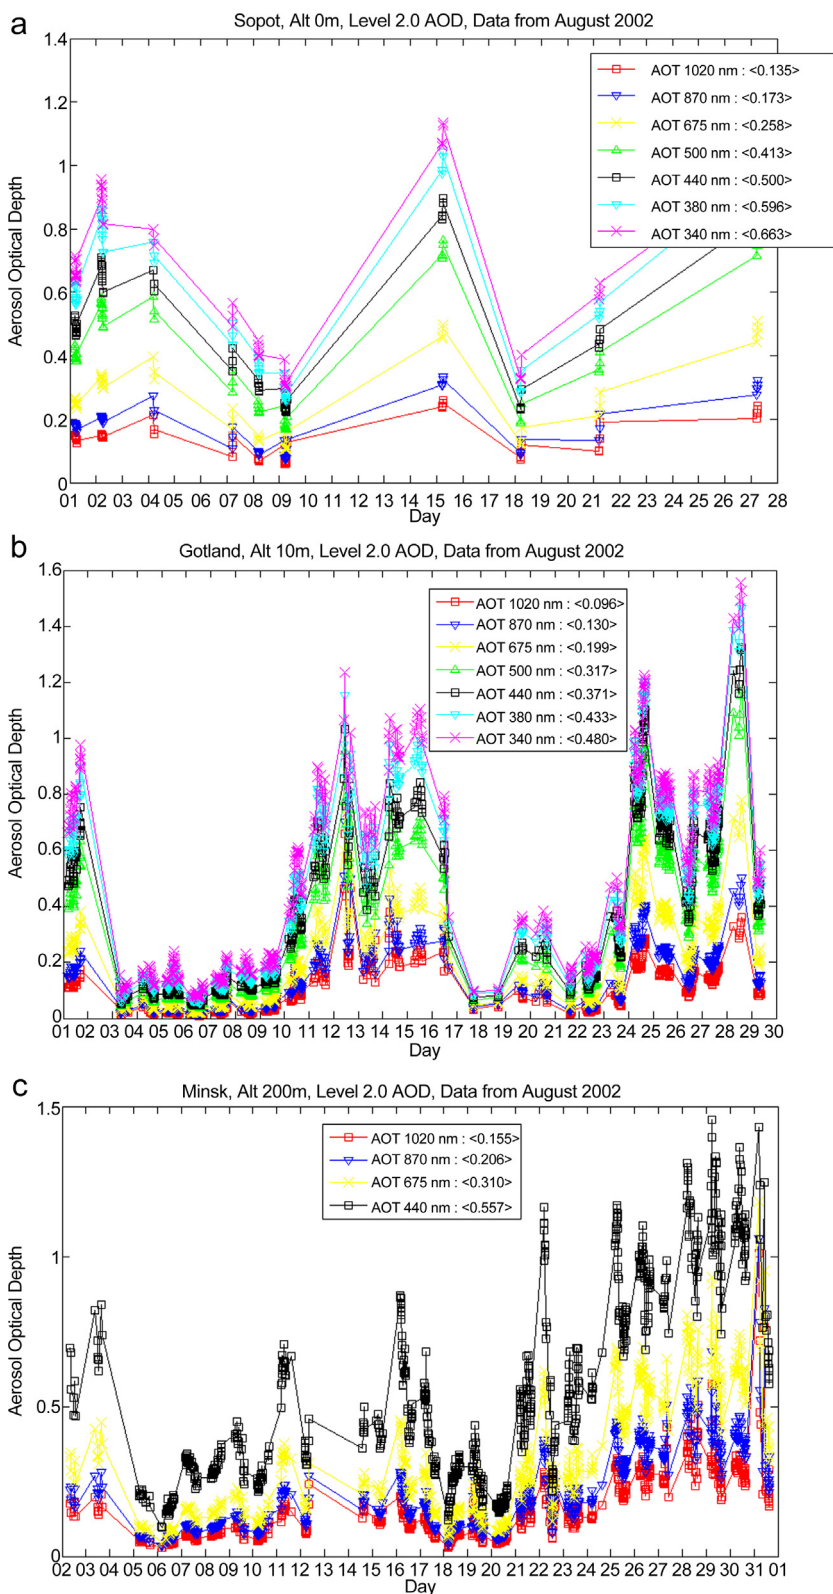 a
Sopot, Alt 0m, Level 2.0 AOD, Data from August 2002
1.4
1.2
1
0.8
0.6
0.4
0.2
0
Aerosol Optical Depth
AOT 1020 nm : <0.135>
AOT 870 nm : <0.173>
AOT 675 nm : <0.258>
AOT 500 nm : <0.413>
AOT 440 nm : <0.500>
AOT 380 nm : <0.596>
AOT 340 nm : <0.663>
01 02 03 04 05 07 08 09 10 11 12 13 15 16 18 19 20 21 22 23 25 26 27 28
Day
b
Gotland, Alt 10m, Level 2.0 AOD, Data from August 2002
1.6
1.4
1.2
1
0.8
0.6
0.4
0.2
0
Aerosol Optical Depth
AOT 1020 nm : <0.096>
AOT 870 nm : <0.130>
AOT 675 nm : <0.199>
AOT 500 nm : <0.317>
AOT 440 nm : <0.371>
AOT 380 nm : <0.433>
AOT 340 nm : <0.480>
01 02 03 04 05 06 07 08 09 10 11 12 13 14 15 16 17 18 19 20 21 22 23 24 25 26 27 28 29 30
Day
c
Minsk, Alt 200m, Level 2.0 AOD, Data from August 2002
1.5
1
0.5
0
Aerosol Optical Depth
AOT 1020 nm : <0.155>
AOT 870 nm : <0.206>
AOT 675 nm : <0.310>
AOT 440 nm : <0.557>
02 03 04 05 06 07 08 09 10 11 12 13 14 16 17 18 19 20 21 22 23 24 25 26 27 28 29 30 31 01
Day